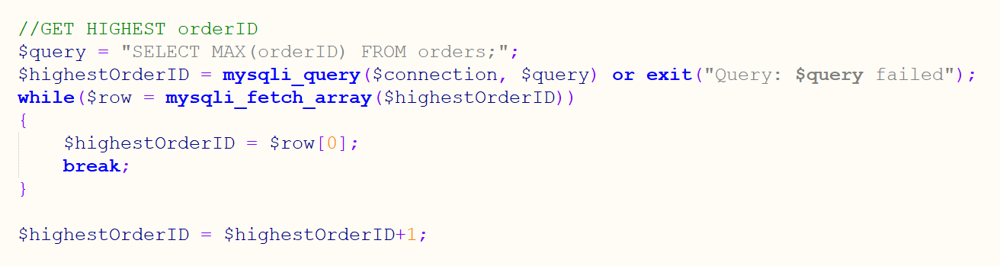 //GET HIGHEST orderID
$query = "SELECT MAX(orderID) FROM orders;";
$highestOrderID = mysqli_query($connection, $query) or exit("Query: $query failed");
while($row = mysqli_fetch_array($highestOrderID))
{
    $highestOrderID = $row[0];
    break;
}

$highestOrderID = $highestOrderID+1;